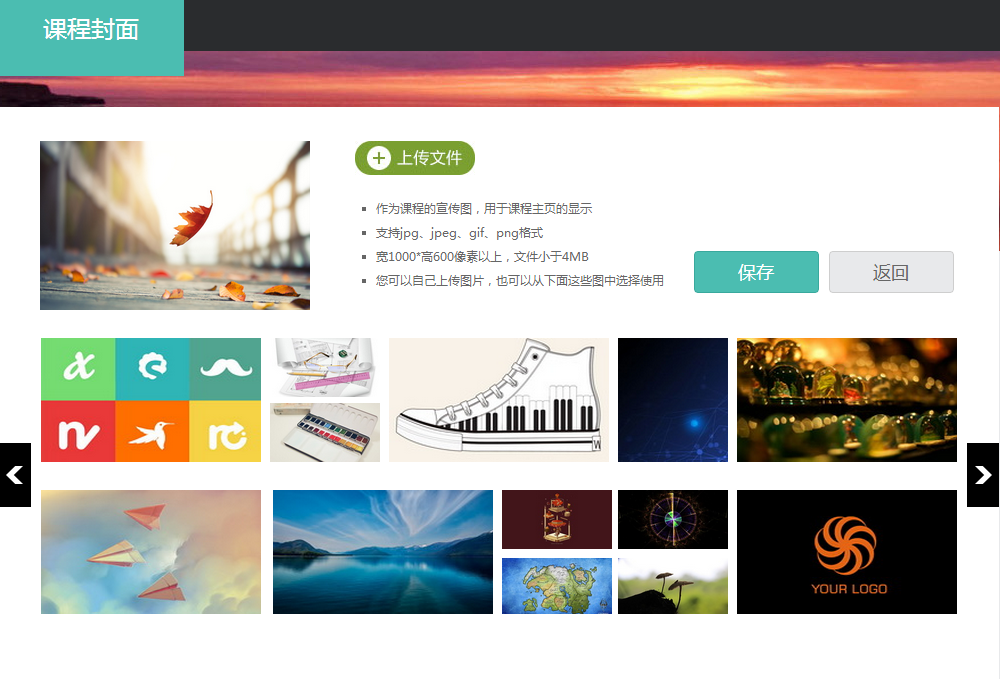 课程封面
上传文件
作为课程的宣传图，用于课程主页的显示
支持jpg、jpeg、gif、png格式
宽1000*高600像素以上，文件小于4MB
您可以自己上传图片，也可以从下面这些图中选择使用
保存
返回
W
YOUR LOGO